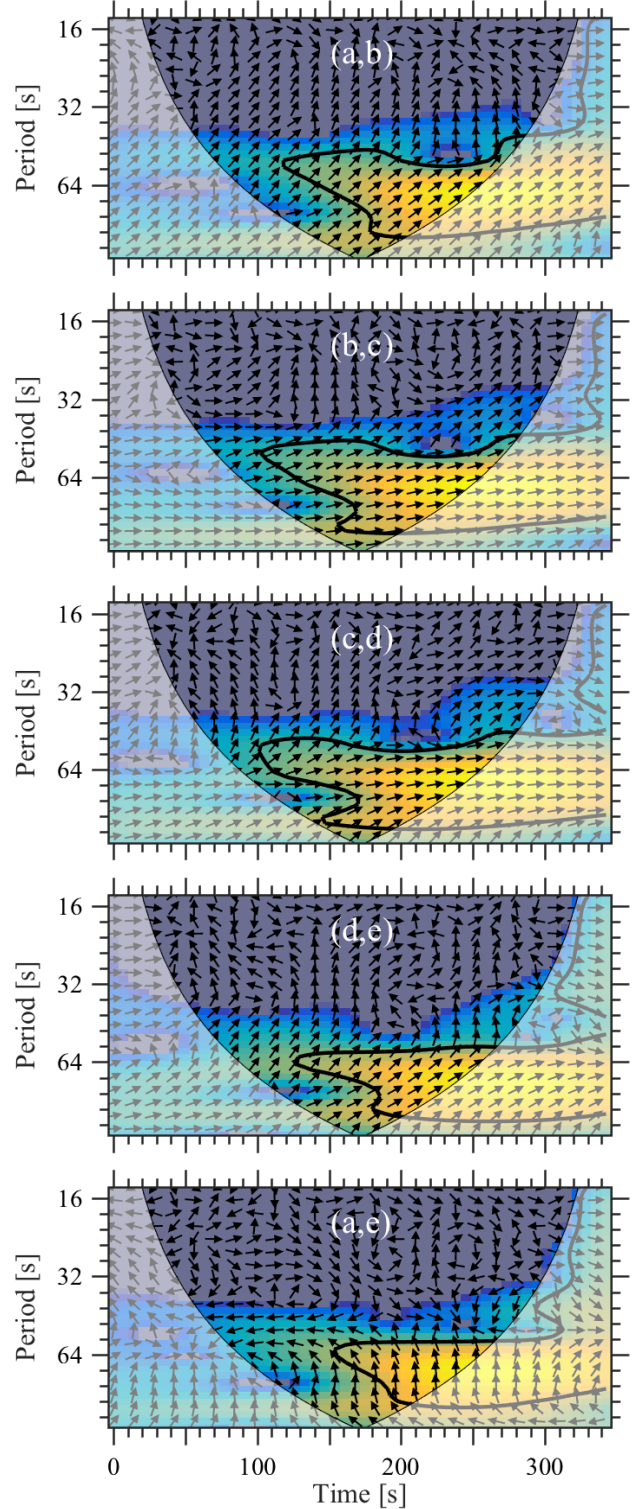 16
(a,b)
32
Period [s]
64
16
(b,c)
32
Period [s]
64
16
(c,d)
32
Period [s]
64
16
(d,e)
32
Period [s]
64
16
(a,e)
32
Period [s]
64
0 100 200 300
Time [s]